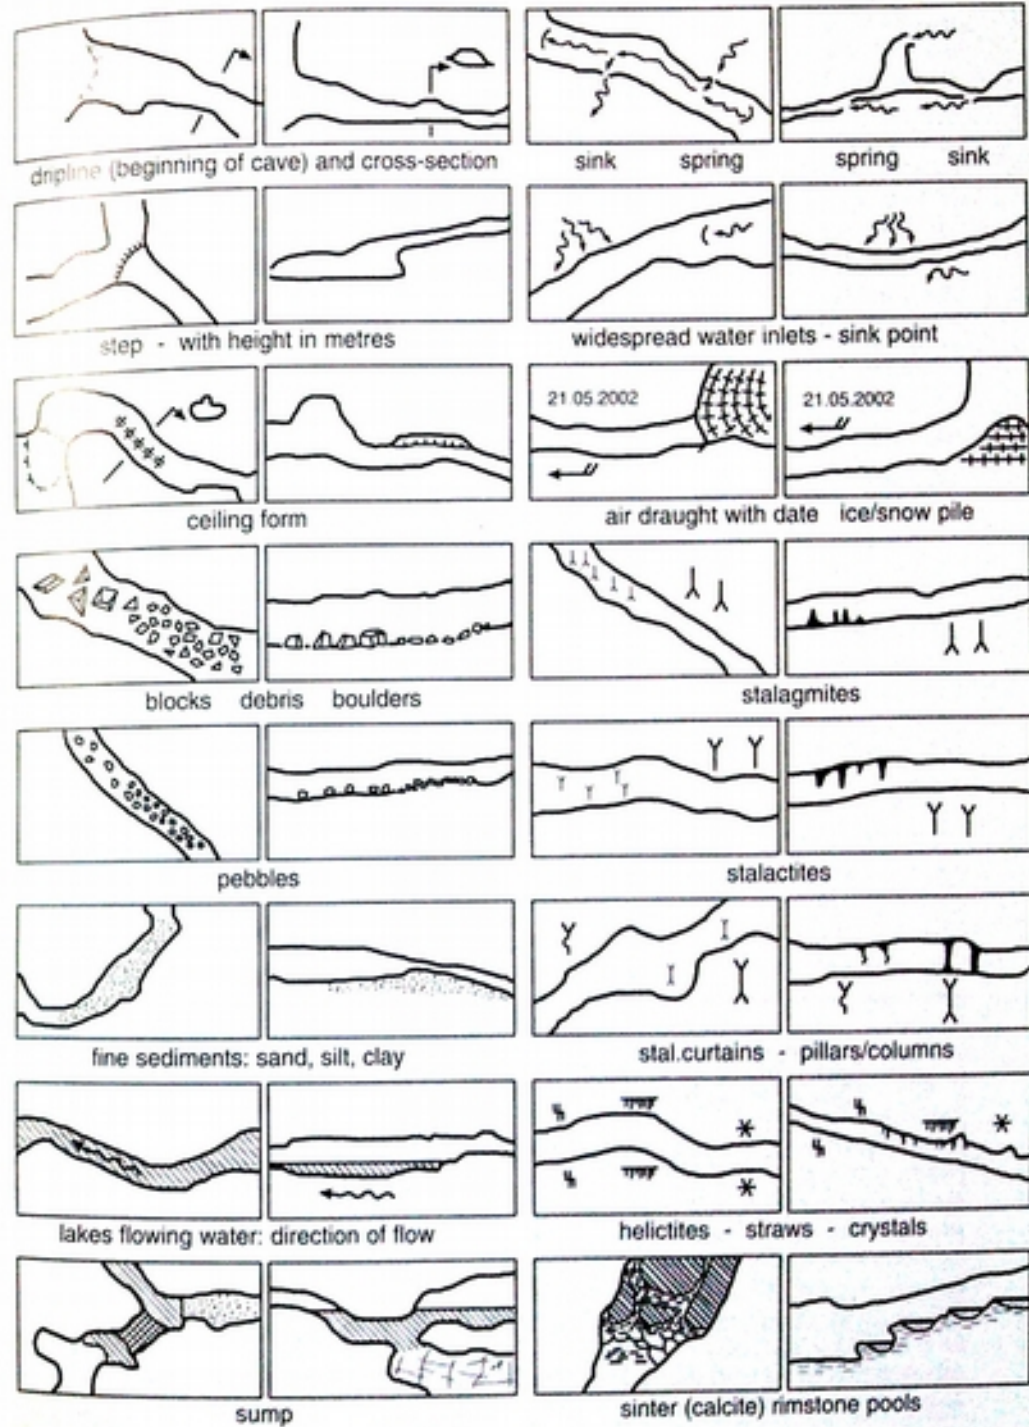 dripline (beginning of cave) and cross-section
sink spring
spring sink
step - with height in metres
widespread water inlets - sink point
ceiling form
21.05.2002
21.05.2002
air draught with date ice/snow pile
blocks debris boulders
stalagmites
pebbles
stalactites
fine sediments: sand, silt, clay
stal.curtains - pillars/columns
lakes flowing water: direction of flow
helictites - straws - crystals
sump
sinter (calcite) rimstone pools